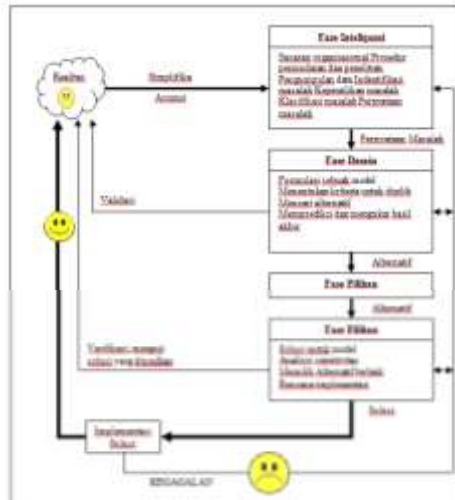 Fase Inteligensi
Realitas
Simplifikasi
Asumsi
Sasaran organisasional Prosedur
pemindaian dan penelitian
Pengumpulan data Indentifikasi
masalah Kepemilikan masalah
Klasifikasi masalah Pernyataan
masalah
Pernyataan Masalah
Fase Desain
Formulasi sebuah model
Menentukan kriteria untuk dipilih
Mencari alternatif
Memprediksi dan mengukur hasil
akhir
Validasi
Alternatif
Fase Pilihan
Alternatif
Fase Pilihan
Verifikasi, menguji
solusi yang diusulkan
Solusi untuk model
Analisis sensitivitas
Memilih Alternatif terbaik
Rencana implementasi
Solusi
Implementasi
Solusi
KEGAGALAN